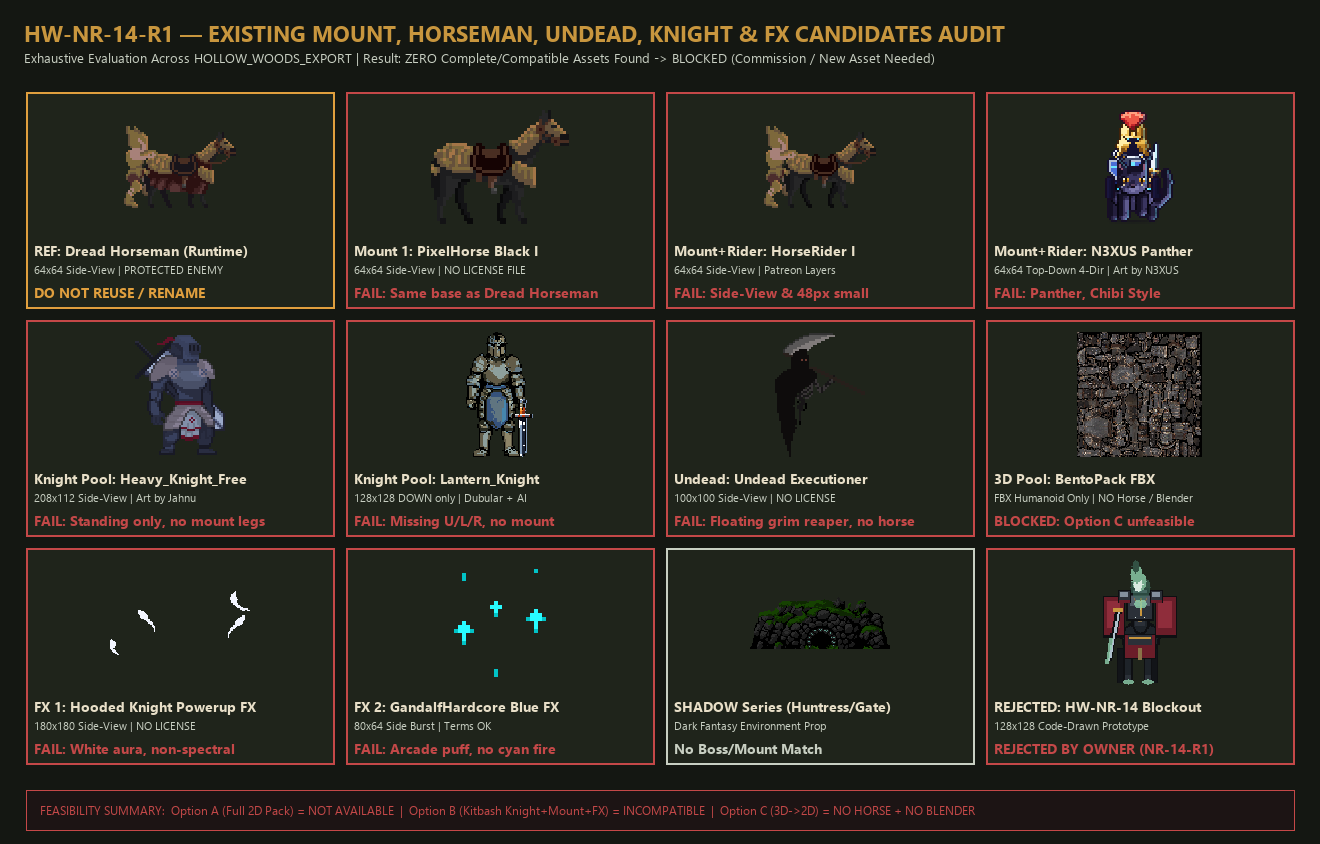 HW-NR-14-R1 — EXISTING MOUNT, HORSEMAN, UNDEAD, KNIGHT & FX CANDIDATES AUDIT
Exhaustive Evaluation Across HOLLOW_WOODS_EXPORT | Result: ZERO Complete/Compatible Assets Found -> BLOCKED (Commission / New Asset Needed)
REF: Dread Horseman (Runtime)
64x64 Side-View | PROTECTED ENEMY
DO NOT REUSE / RENAME
Mount 1: PixelHorse Black I
64x64 Side-View | NO LICENSE FILE
FAIL: Same base as Dread Horseman
Mount+Rider: HorseRider I
64x64 Side-View | Patreon Layers
FAIL: Side-View & 48px small
Mount+Rider: N3XUS Panther
64x64 Top-Down 4-Dir | Art by N3XUS
FAIL: Panther, Chibi Style
Knight Pool: Heavy_Knight_Free
208x112 Side-View | Art by Jahnu
FAIL: Standing only, no mount legs
Knight Pool: Lantern_Knight
128x128 DOWN only | Dubular + AI
FAIL: Missing U/L/R, no mount
Undead: Undead Executioner
100x100 Side-View | NO LICENSE
FAIL: Floating grim reaper, no horse
3D Pool: BentoPack FBX
FBX Humanoid Only | NO Horse / Blender
BLOCKED: Option C unfeasible
FX 1: Hooded Knight Powerup FX
180x180 Side-View | NO LICENSE
FAIL: White aura, non-spectral
FX 2: GandalfHardcore Blue FX
80x64 Side Burst | Terms OK
FAIL: Arcade puff, no cyan fire
SHADOW Series (Huntress/Gate)
Dark Fantasy Environment Prop
No Boss/Mount Match
REJECTED: HW-NR-14 Blockout
128x128 Code-Drawn Prototype
REJECTED BY OWNER (NR-14-R1)
FEASIBILITY SUMMARY: Option A (Full 2D Pack) = NOT AVAILABLE | Option B (Kitbash Knight+Mount+FX) = INCOMPATIBLE | Option C (3D->2D) = NO HORSE + NO BLENDER